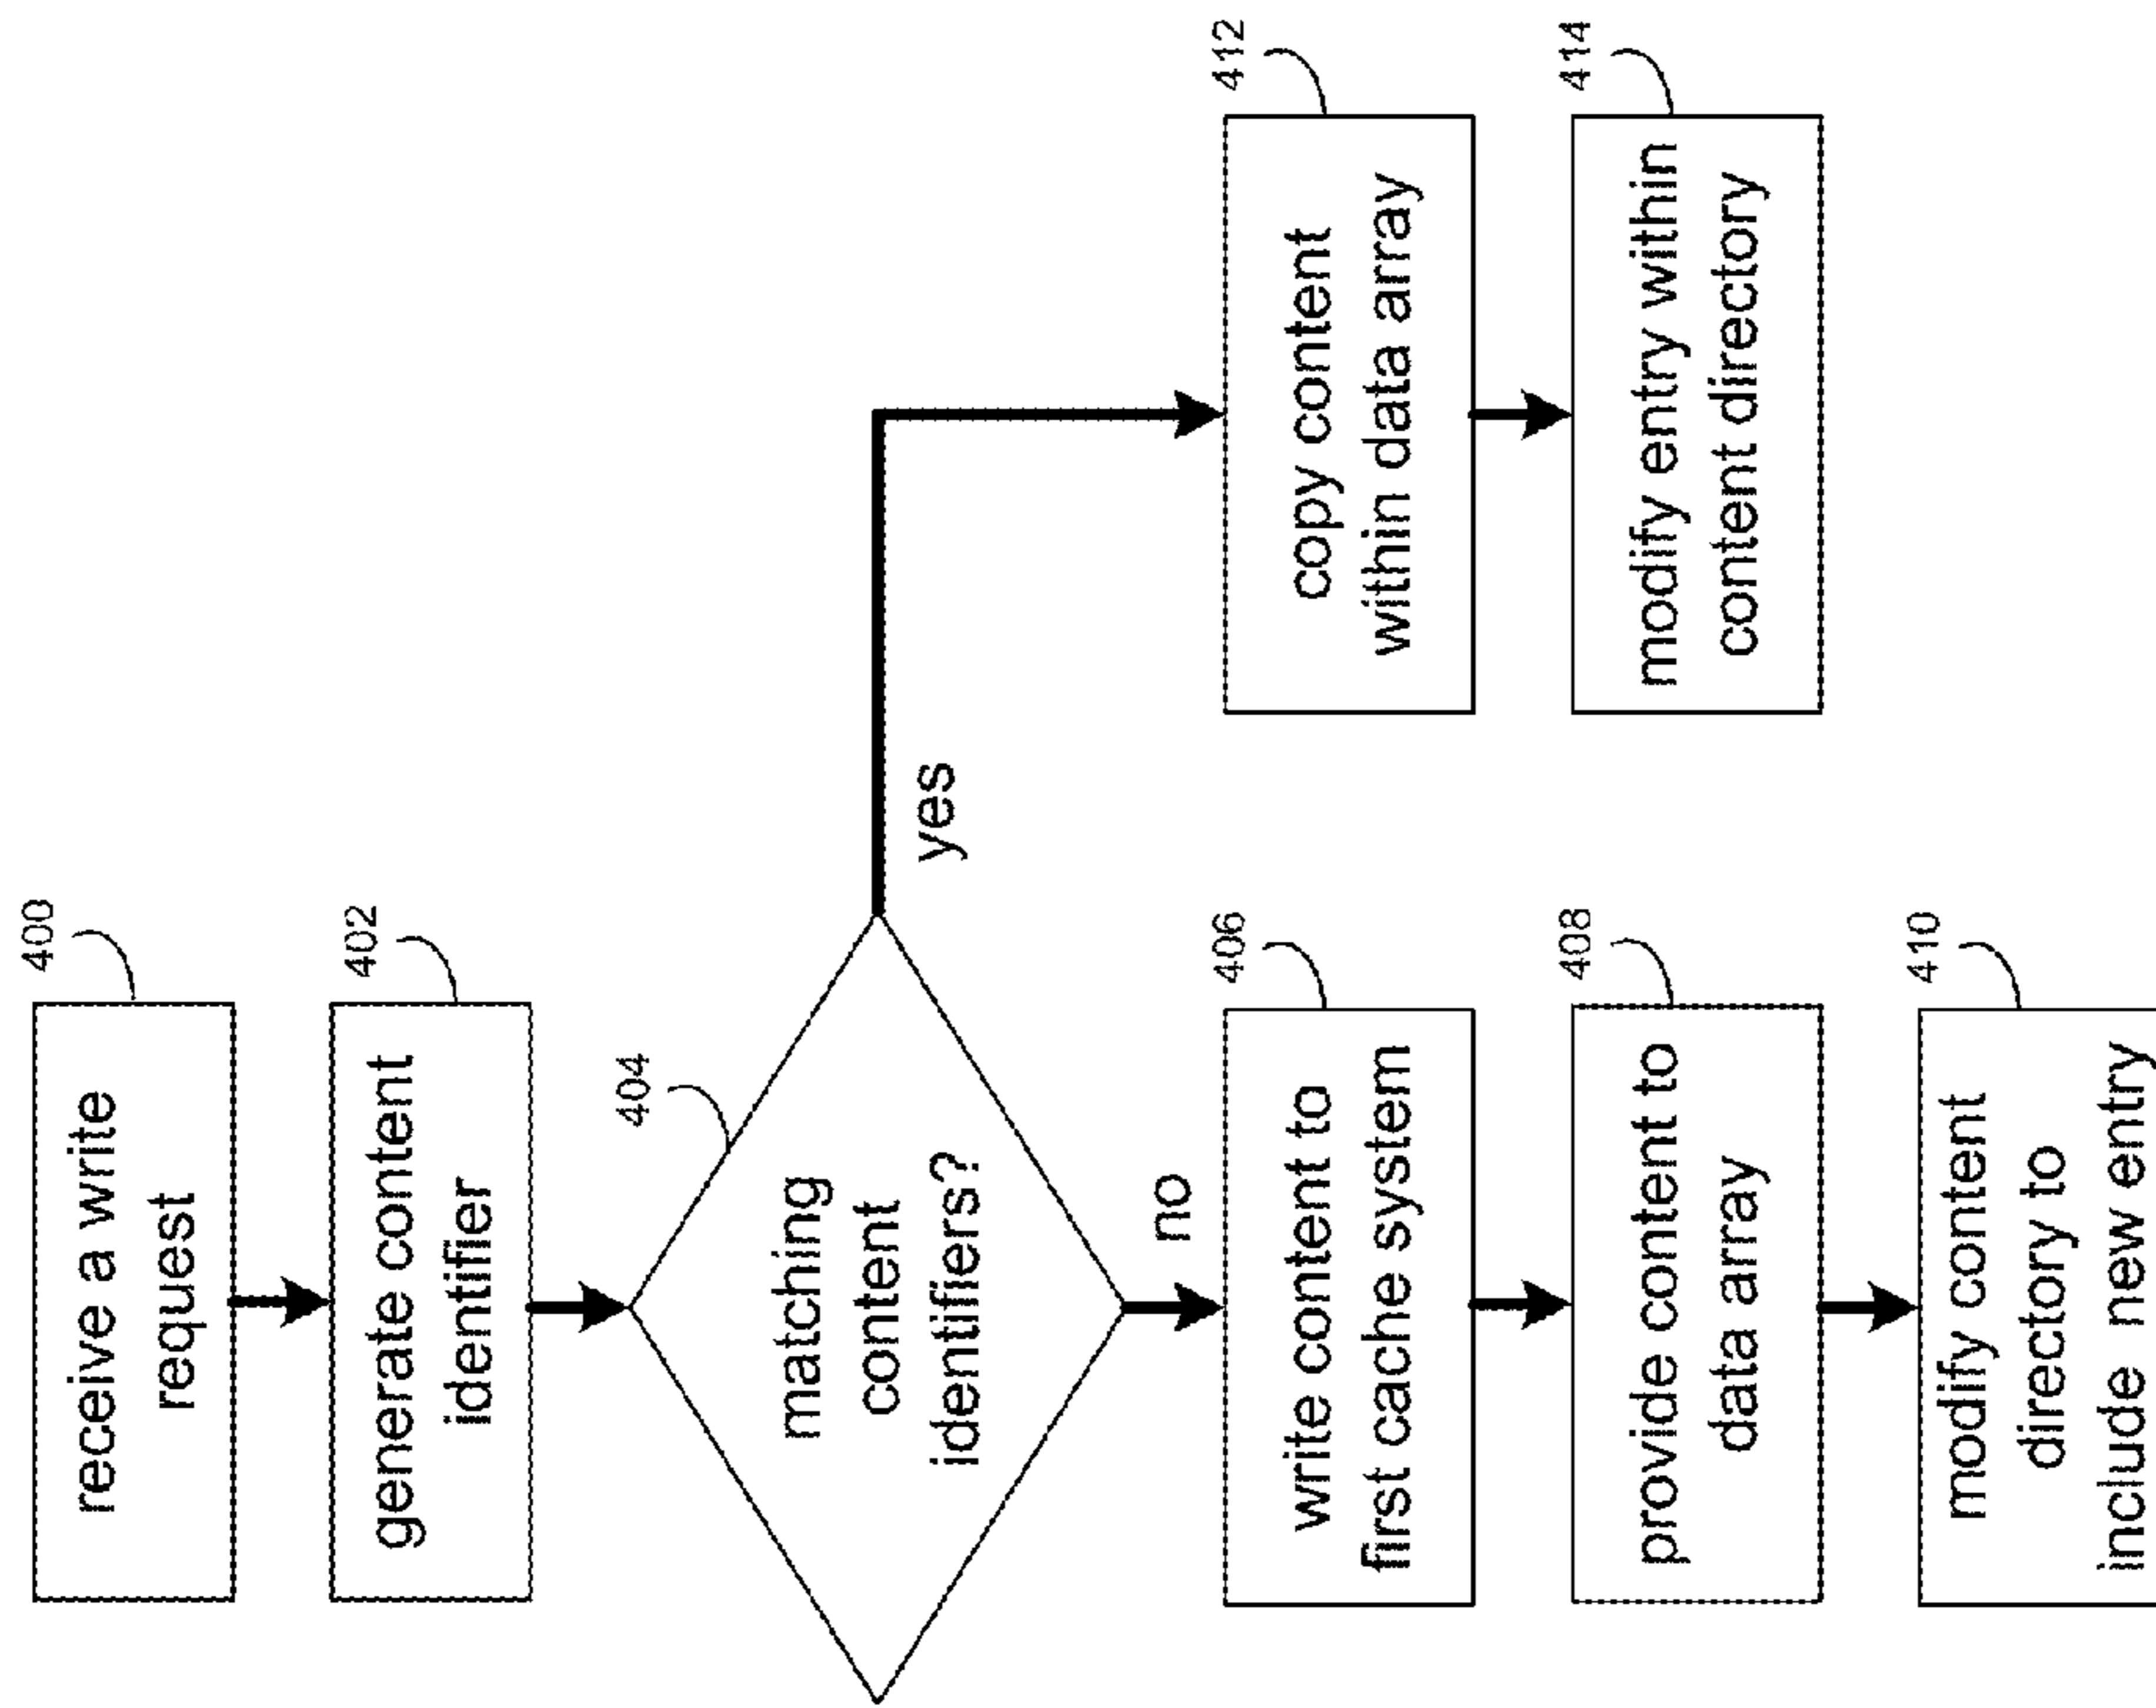 400
receive a write
request
402
generate content
identifier
404
matching
content
identifiers?
yes
no
406
write content to
first cache system
408
provide content to
data array
410
modify content
directory to
include new entry
412
copy content
within data array
414
modify entry within
content directory